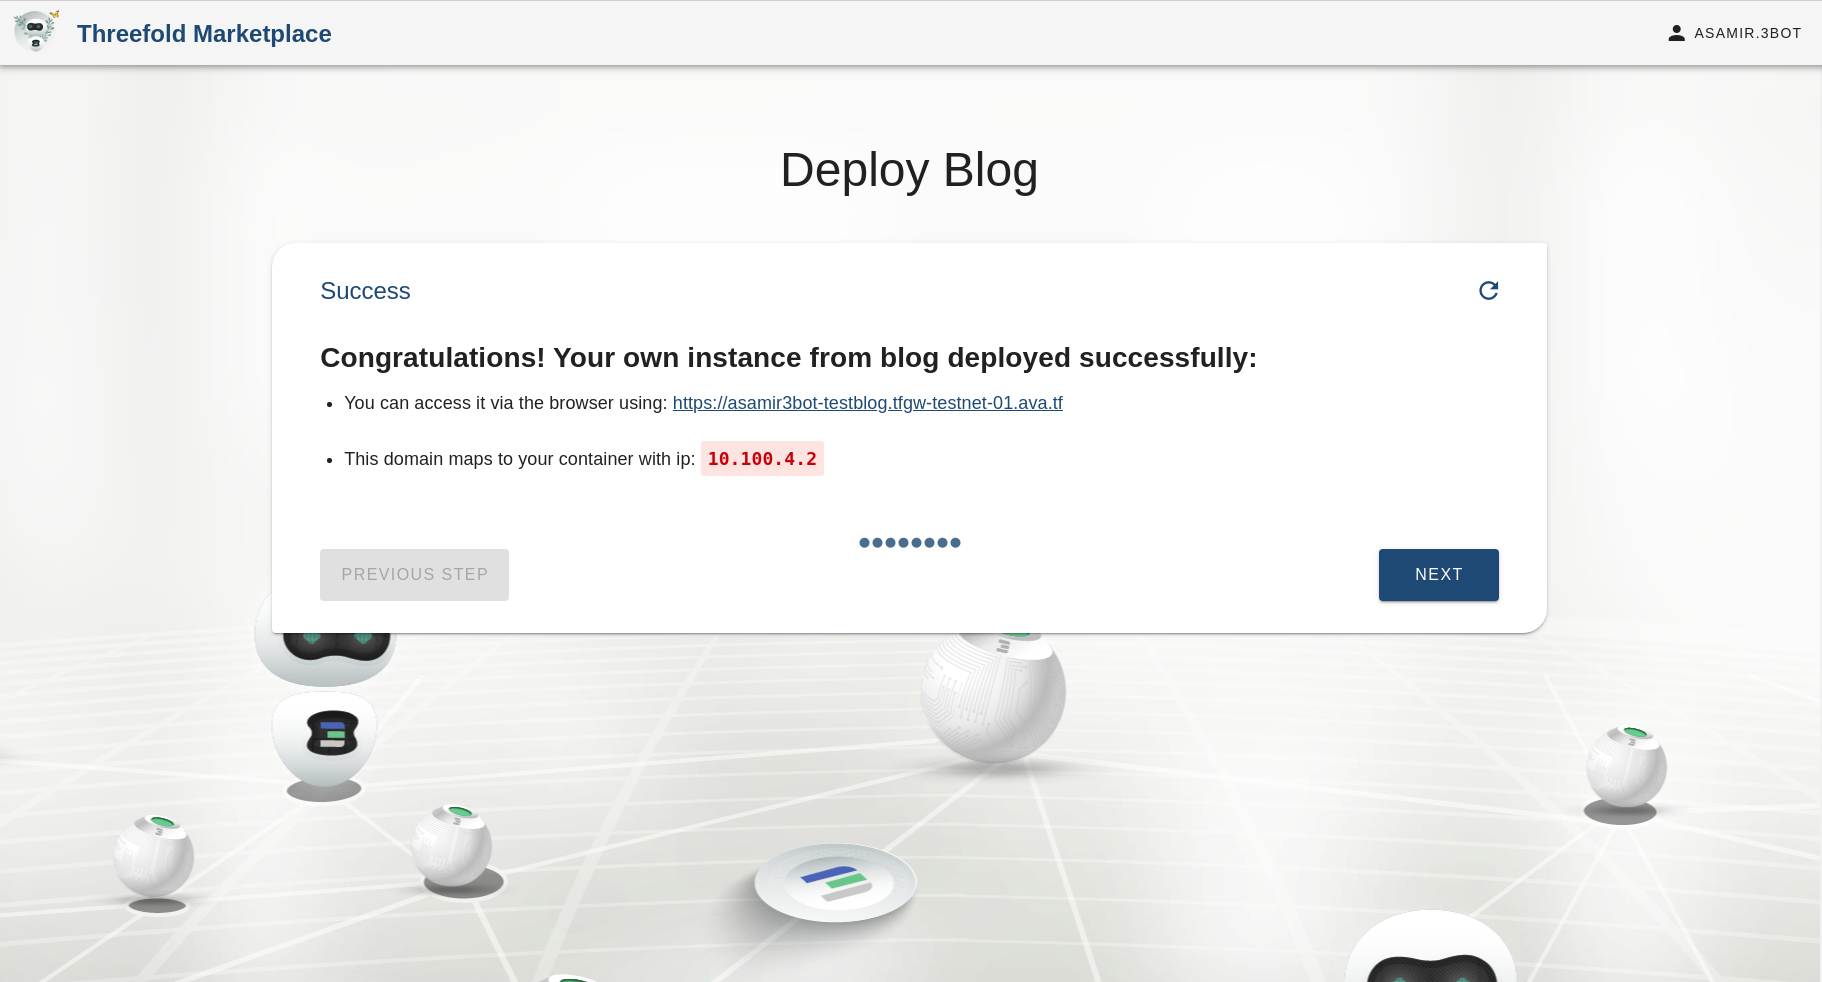 Threefold Marketplace
ASAMIR.3BOT
Deploy Blog
Success
Congratulations! Your own instance from blog deployed successfully:
You can access it via the browser using: https://asamir3bot-testblog.tfgw-testnet-01.ava.tf
This domain maps to your container with ip: 10.100.4.2
PREVIOUS STEP
NEXT